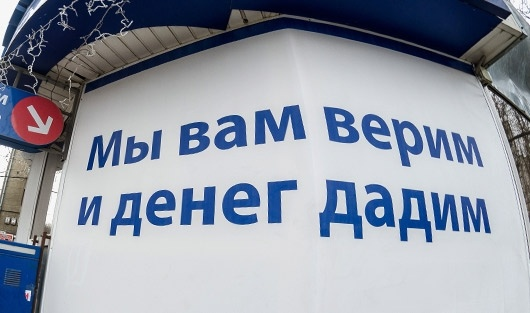 Мы вам верим
и денег дадим